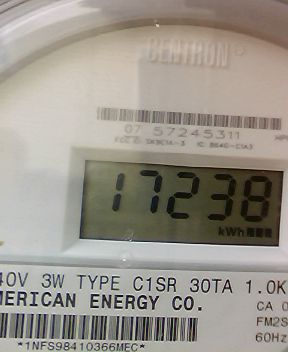 CENTRON®
07 57245311
17238
kWh
40V 3W TYPE C1SR 30TA 1.0K
MERICAN ENERGY CO.
CA 0
FM2S
60Hz
*1NFS98410366MEC*